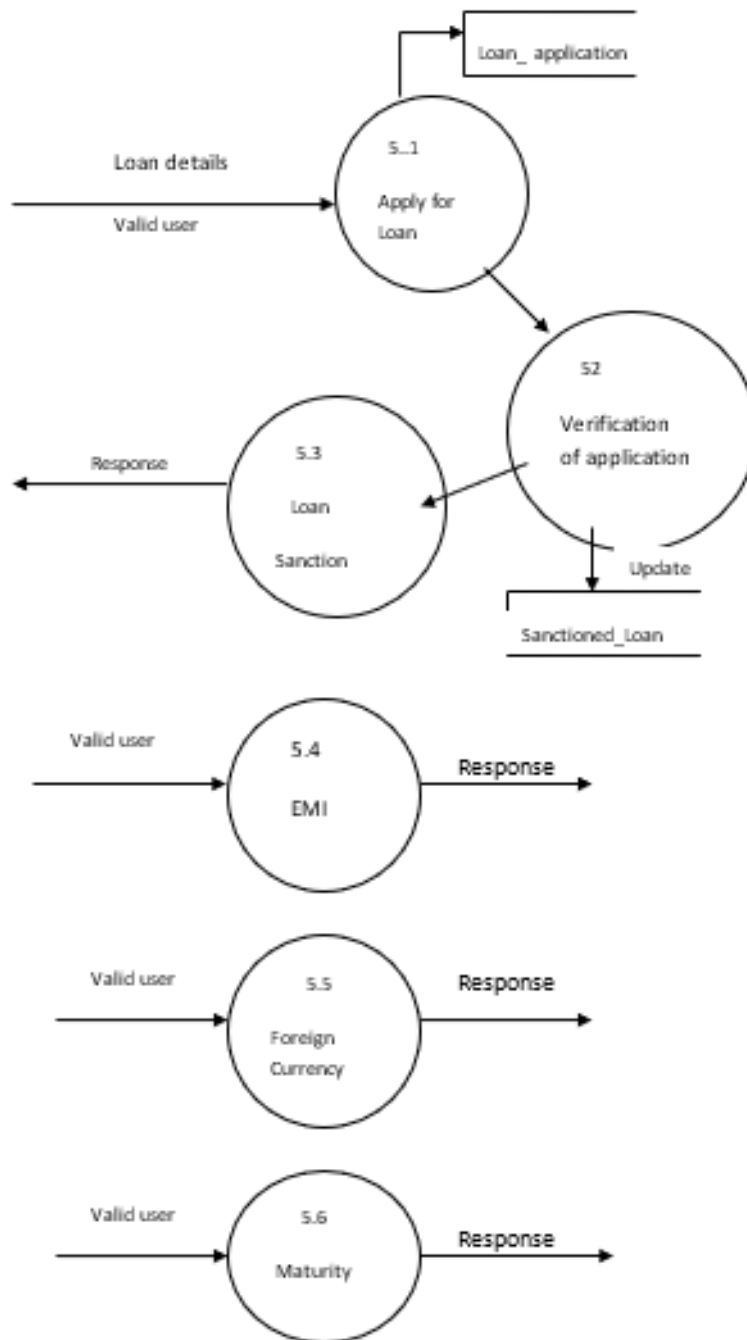 Loan_ application
5..1
Apply for
Loan
Loan details
Valid user
52
Verification
of application
5.3
Loan
Sanction
Response
Update
Sanctioned_Loan
Valid user
5.4
EMI
Response
Valid user
5.5
Foreign
Currency
Response
Valid user
5.6
Maturity
Response